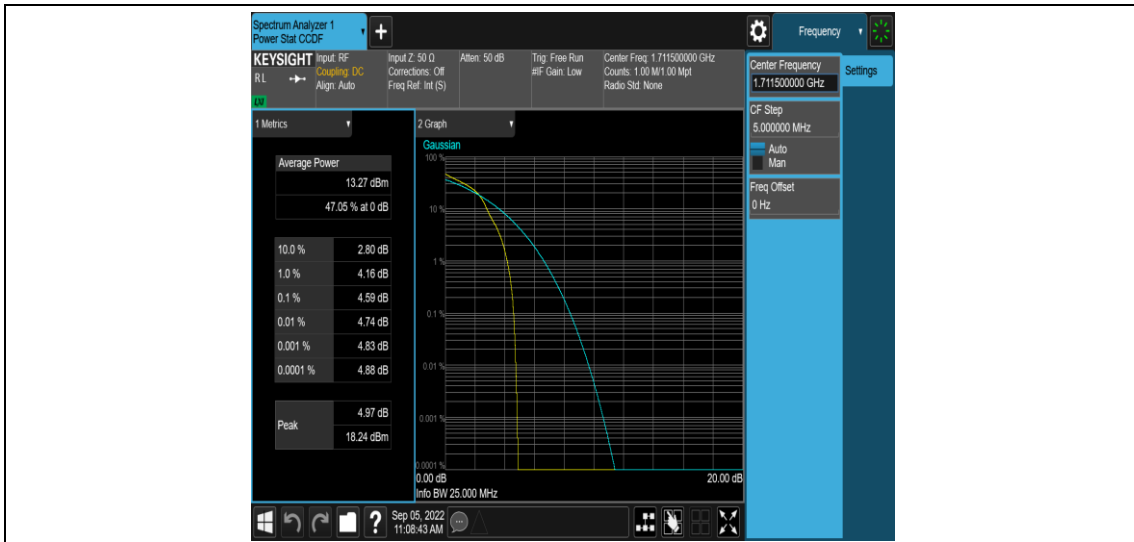 Spectrum Analyzer 1
Power Stat CCDF
+
Frequency
KEYSIGHT
RL
Input: RF
Coupling: DC
Align: Auto
Input Z: 50 Ω
Corrections: Off
Freq Ref: Int (S)
Atten: 50 dB
Trig: Free Run
#IF Gain: Low
Center Freq: 1.711500000 GHz
Counts: 1.00 M/1.00 Mpt
Radio Std: None
Center Frequency
1.711500000 GHz
Settings
CF Step
5.000000 MHz
Auto
Man
Freq Offset
0 Hz
1 Metrics
Average Power
13.27 dBm
47.05 % at 0 dB
10.0 % 2.80 dB
1.0 % 4.16 dB
0.1 % 4.59 dB
0.01 % 4.74 dB
0.001 % 4.83 dB
0.0001 % 4.88 dB
Peak 4.97 dB
18.24 dBm
2 Graph
Gaussian
100 %
10 %
1 %
0.1 %
0.01 %
0.001 %
0.0001 %
0.00 dB 20.00 dB
Info BW 25.000 MHz
?
Sep 05, 2022
11:08:43 AM